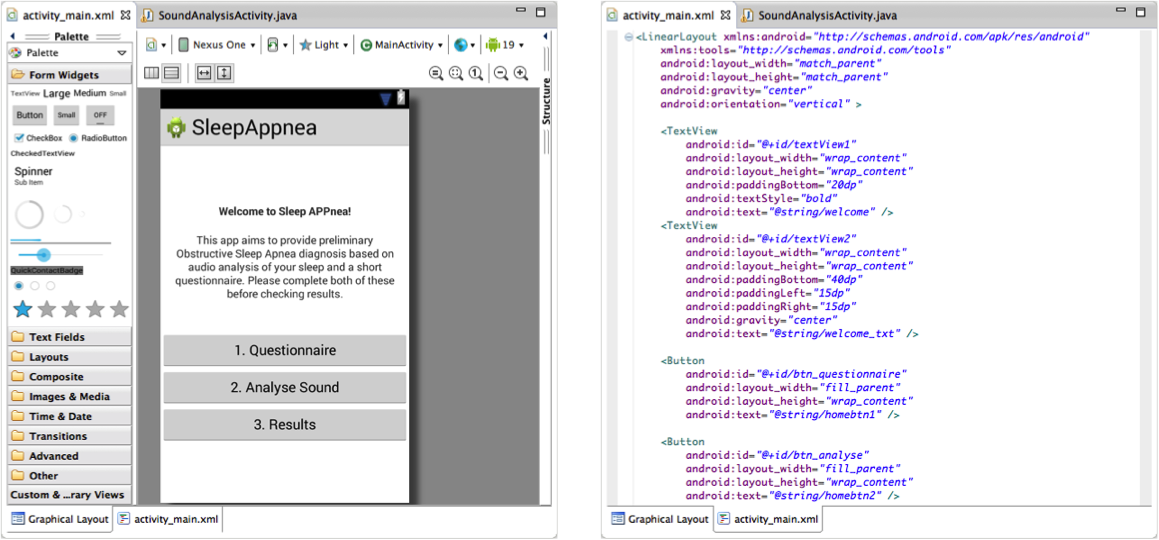 activity_main.xml
SoundAnalysisActivity.java
Palette
Palette
Form Widgets
TextView Large Medium Small
Button Small OFF
CheckBox RadioButton
CheckedTextView
Spinner
Sub Item
QuickContactBadge
Text Fields
Layouts
Composite
Images & Media
Time & Date
Transitions
Advanced
Other
Custom & ...rary Views
Nexus One
Light
MainActivity
19
1
Structure
SleepAppnea
Welcome to Sleep APPnea!
This app aims to provide preliminary
Obstructive Sleep Apnea diagnosis based on
audio analysis of your sleep and a short
questionnaire. Please complete both of these
before checking results.
1. Questionnaire
2. Analyse Sound
3. Results
Graphical Layout
activity_main.xml
activity_main.xml
SoundAnalysisActivity.java
<LinearLayout xmlns:android="http://schemas.android.com/apk/res/android"
xmlns:tools="http://schemas.android.com/tools"
android:layout_width="match_parent"
android:layout_height="match_parent"
android:gravity="center"
android:orientation="vertical" >
<TextView
android:id="@+id/textView1"
android:layout_width="wrap_content"
android:layout_height="wrap_content"
android:paddingBottom="20dp"
android:textStyle="bold"
android:text="@string/welcome" />
<TextView
android:id="@+id/textView2"
android:layout_width="wrap_content"
android:layout_height="wrap_content"
android:paddingBottom="40dp"
android:paddingLeft="15dp"
android:paddingRight="15dp"
android:gravity="center"
android:text="@string/welcome_txt" />
<Button
android:id="@+id/btn_questionnaire"
android:layout_width="fill_parent"
android:layout_height="wrap_content"
android:text="@string/homebtn1" />
<Button
android:id="@+id/btn_analyse"
android:layout_width="fill_parent"
android:layout_height="wrap_content"
android:text="@string/homebtn2" />
Graphical Layout
activity_main.xml